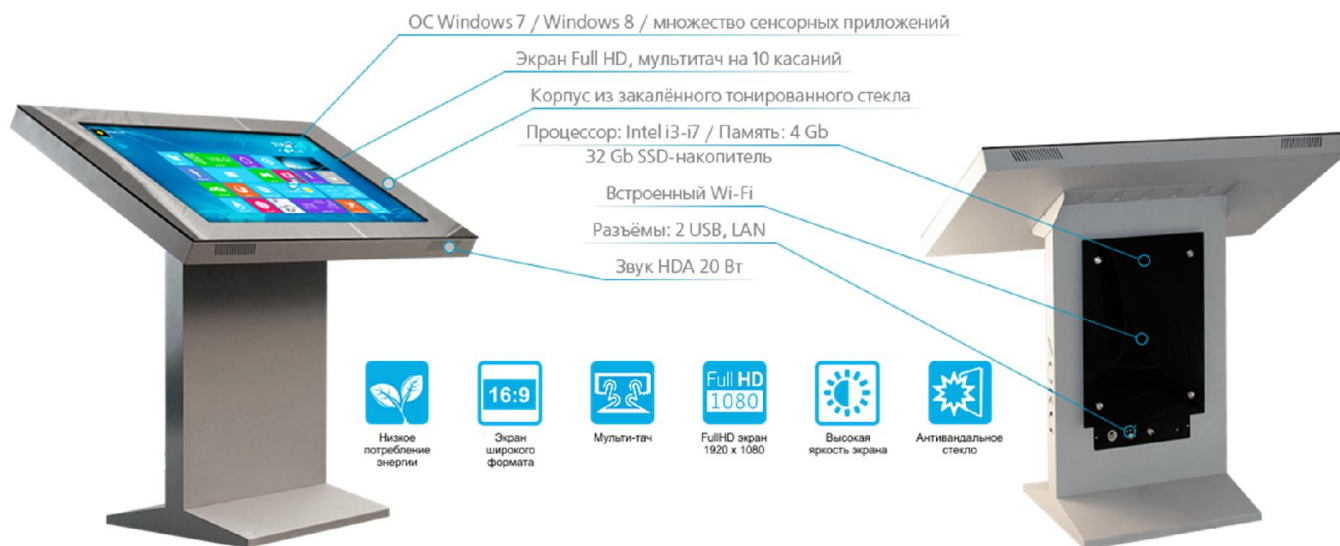 ОС Windows 7 / Windows 8 / множество сенсорных приложений
Экран Full HD, мультитач на 10 касаний
Корпус из закалённого тонированного стекла
Процессор: Intel i3-i7 / Память: 4 Gb
32 Gb SSD-накопитель
Встроенный Wi-Fi
Разъёмы: 2 USB, LAN
Звук HDA 20 Вт
16:9
Full HD
1080
Низкое
потребление
энергии
Экран
широкого
формата
Мульти-тач
FullHD экран
1920 x 1080
Высокая
яркость экрана
Антивандальное
стекло